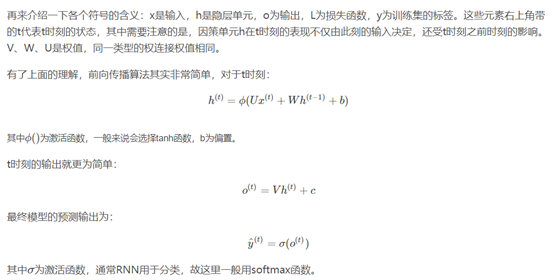 再来介绍一下各个符号的含义：x是输入，h是隐层单元，o为输出，L为损失函数，y为训练集的标签。这些元素右上角带
的t代表t时刻的状态，其中需要注意的是，因策单元h在t时刻的表现不仅由此刻的输入决定，还受t时刻之前时刻的影响。
V、W、U是权值，同一类型的权连接权值相同。
有了上面的理解，前向传播算法其实非常简单，对于t时刻：
h^{(t)} = ϕ(Ux^{(t)} + Wh^{(t−1)} + b)
其中ϕ()为激活函数，一般来说会选择tanh函数，b为偏置。
t时刻的输出就更为简单：
o^{(t)} = Vh^{(t)} + c
最终模型的预测输出为：
ŷ^{(t)} = σ(o^{(t)})
其中σ为激活函数，通常RNN用于分类，故这里一般用softmax函数。